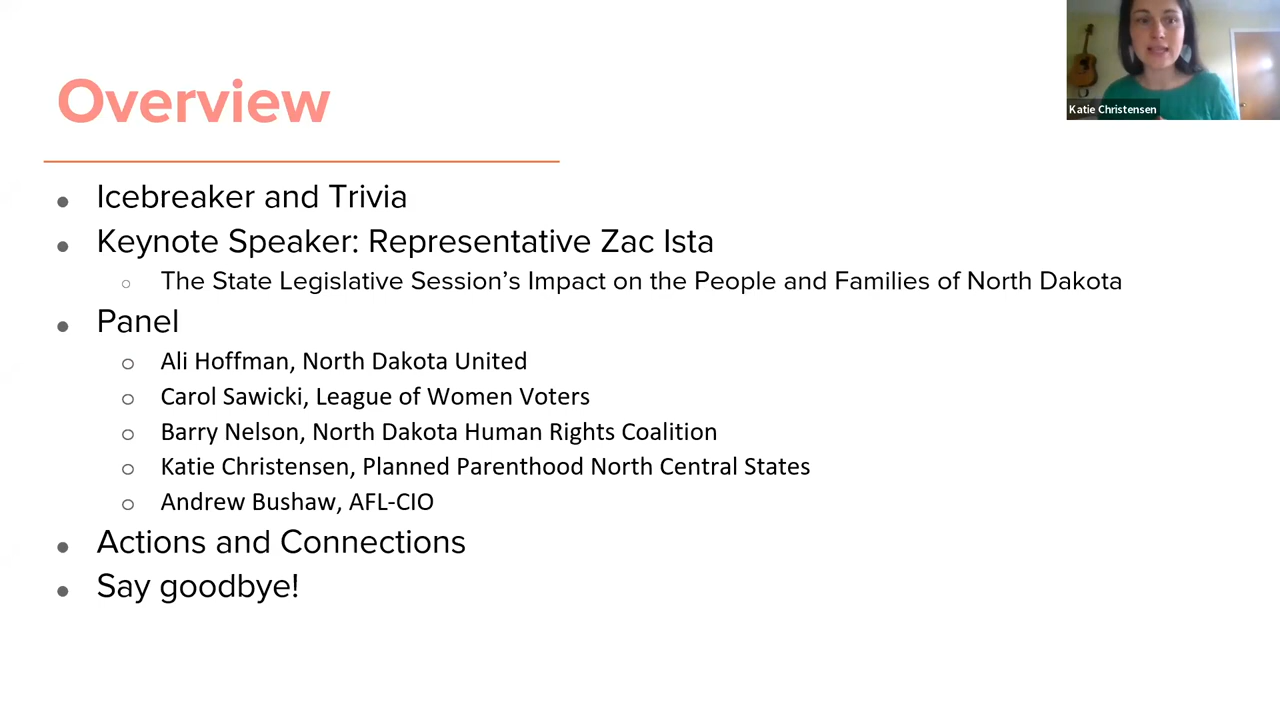 Overview
Katie Christensen
Icebreaker and Trivia
Keynote Speaker: Representative Zac Ista
The State Legislative Session’s Impact on the People and Families of North Dakota
Panel
Ali Hoffman, North Dakota United
Carol Sawicki, League of Women Voters
Barry Nelson, North Dakota Human Rights Coalition
Katie Christensen, Planned Parenthood North Central States
Andrew Bushaw, AFL-CIO
Actions and Connections
Say goodbye!